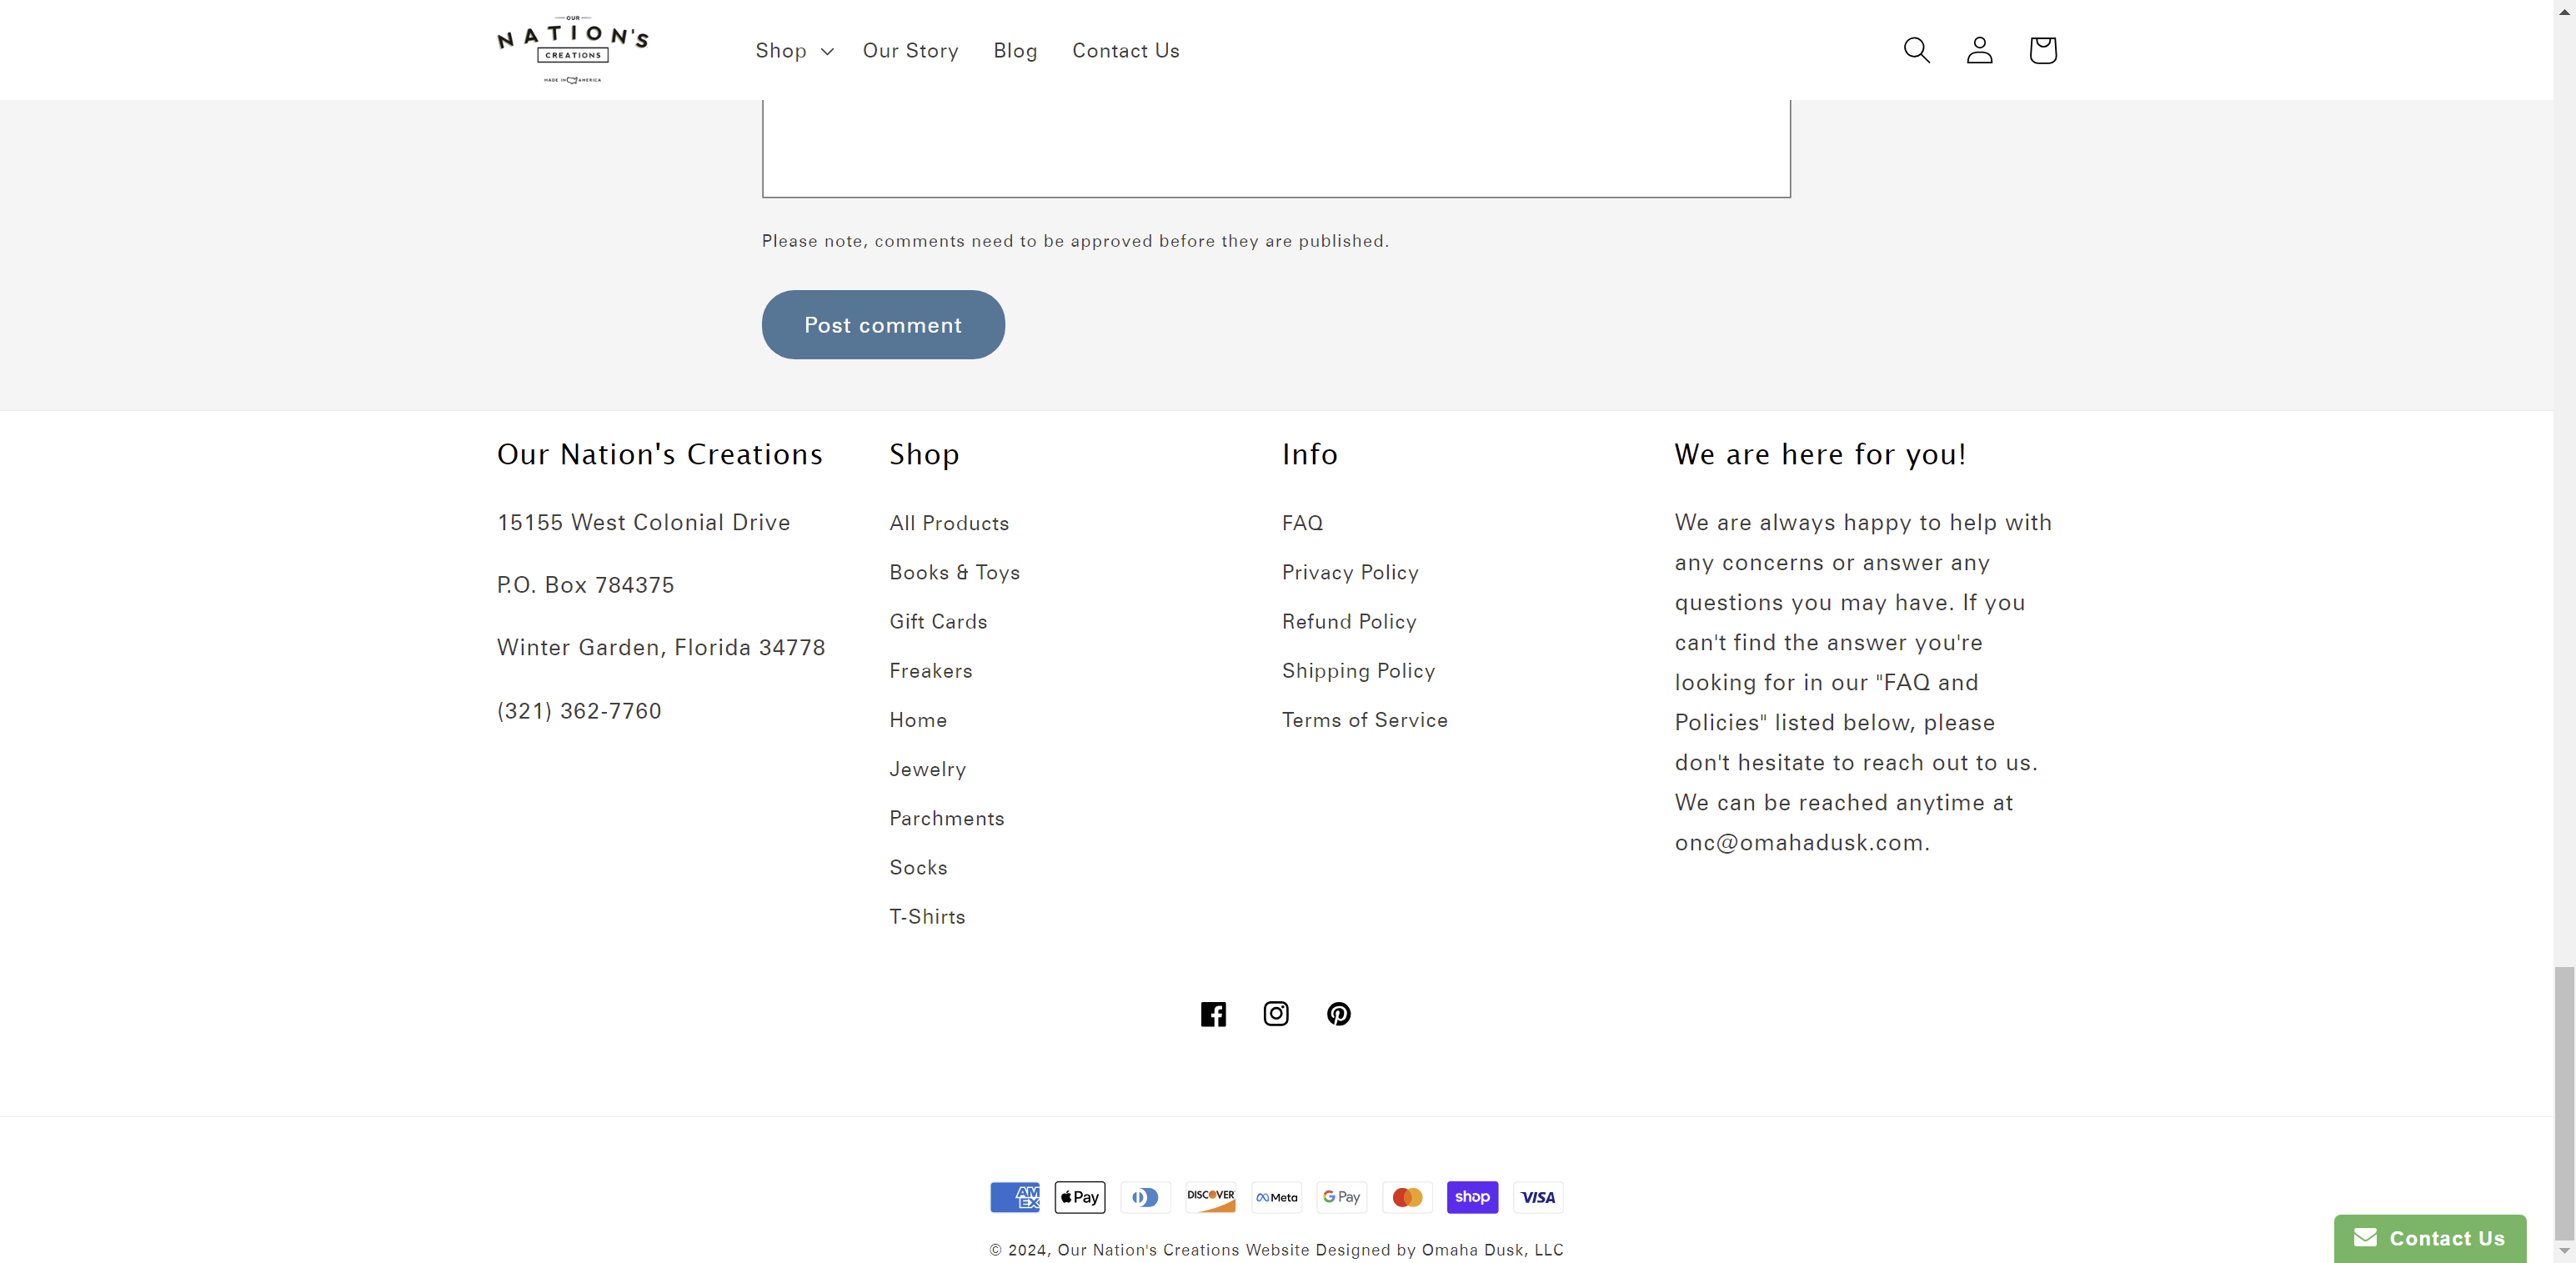 OUR
NATION'S
CREATIONS
MADE IN AMERICA
Shop
Our Story
Blog
Contact Us
Please note, comments need to be approved before they are published.
Post comment
Our Nation's Creations
15155 West Colonial Drive
P.O. Box 784375
Winter Garden, Florida 34778
(321) 362-7760
Shop
All Products
Books & Toys
Gift Cards
Freakers
Home
Jewelry
Parchments
Socks
T-Shirts
Info
FAQ
Privacy Policy
Refund Policy
Shipping Policy
Terms of Service
We are here for you!
We are always happy to help with
any concerns or answer any
questions you may have. If you
can't find the answer you're
looking for in our "FAQ and
Policies" listed below, please
don't hesitate to reach out to us.
We can be reached anytime at
onc@omahadusk.com.
AM
EX
Pay
DISCOVER
Meta
G Pay
shop
VISA
© 2024, Our Nation's Creations Website Designed by Omaha Dusk, LLC
Contact Us